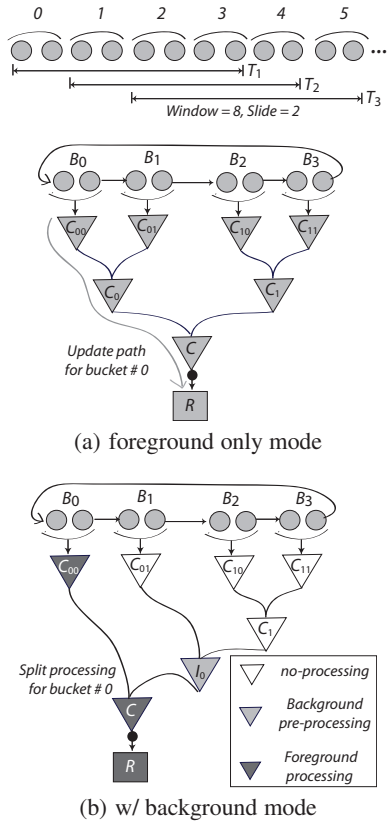 0 1 2 3 4 5
...
T1
T2
T3
Window = 8, Slide = 2
B0 B1 B2 B3
C00 C01 C10 C11
C0 C1
C
Update path
for bucket # 0
R
(a) foreground only mode
B0 B1 B2 B3
C00 C01 C10 C11
C1
I0
Split processing
for bucket # 0
C
R
no-processing
Background
pre-processing
Foreground
processing
(b) w/ background mode